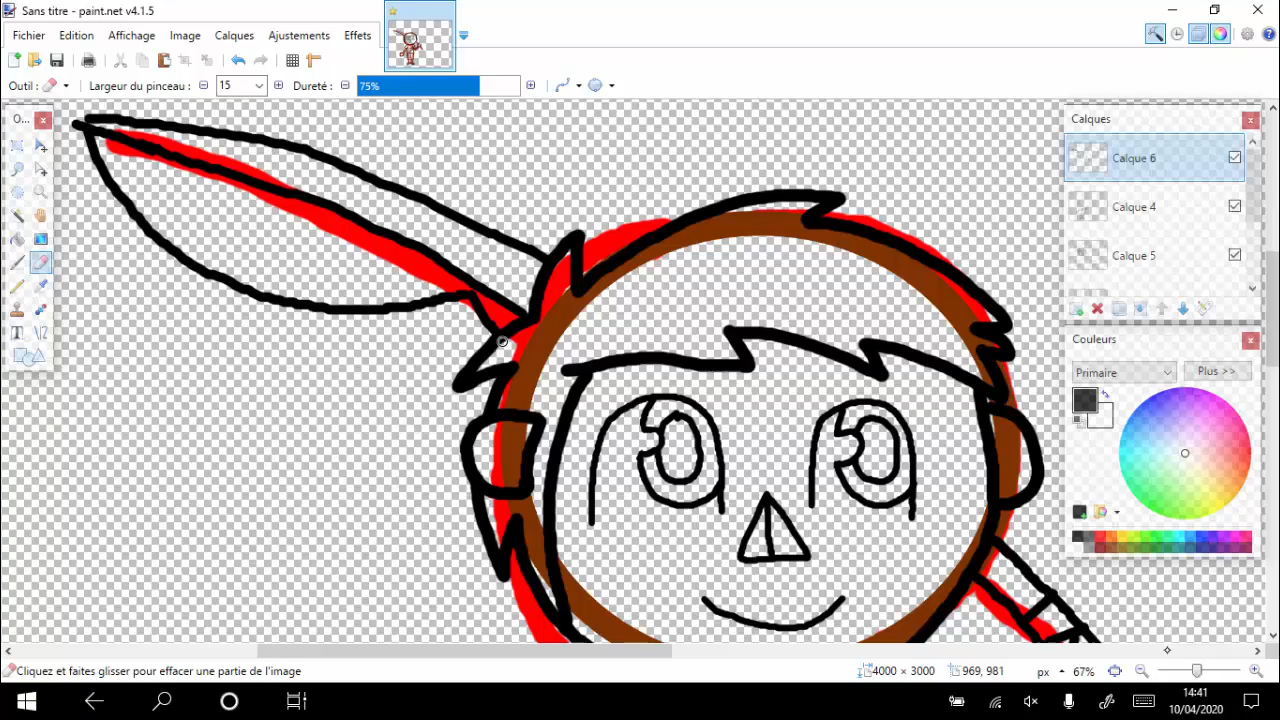 Sans titre - paint.net v4.1.5
Fichier Edition Affichage Image Calques Ajustements Effets
Outil : Largeur du pinceau : 15 Dureté : 75%
O...
Calques
Calque 6
Calque 4
Calque 5
Couleurs
Primaire Plus >>
Cliquez et faites glisser pour effacer une partie de l'image 4000 × 3000 969, 981 px 67%
14:41
10/04/2020